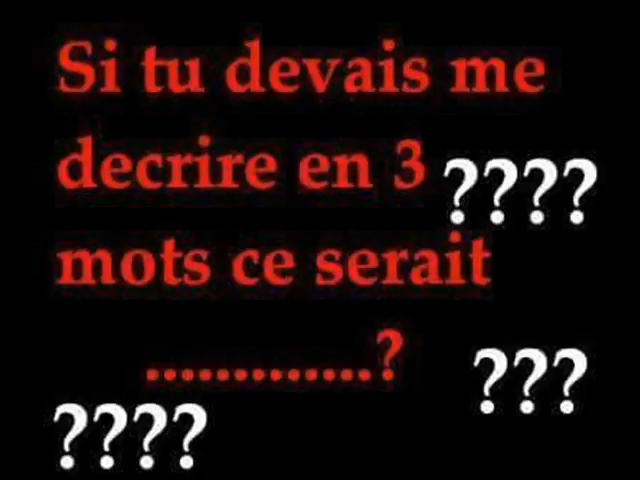 Si tu devais me
decrire en 3 ????
mots ce serait
.............?
???
????